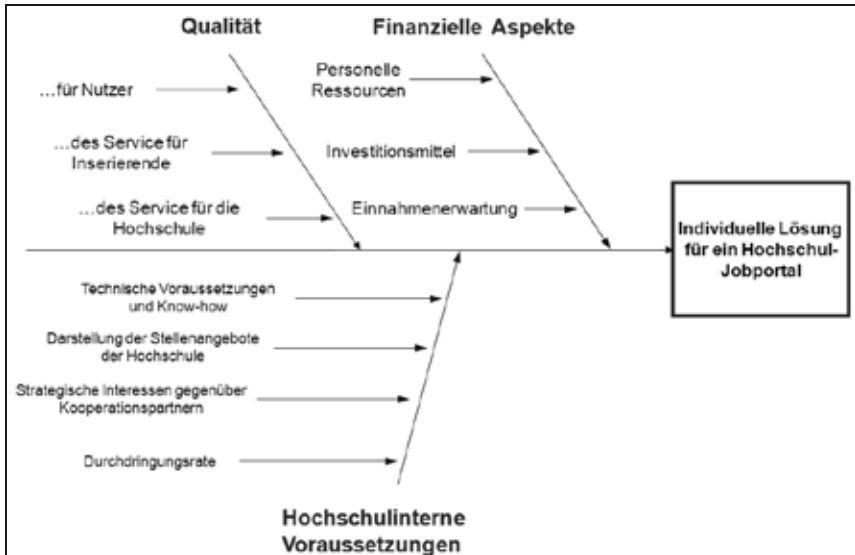 Qualität
Finanzielle Aspekte
…für Nutzer
…des Service für
Inserierende
…des Service für die
Hochschule
Personelle
Ressourcen
Investitionsmittel
Einnahmenerwartung
Individuelle Lösung
für ein Hochschul-
Jobportal
Technische Voraussetzungen
und Know-how
Darstellung der Stellenangebote
der Hochschule
Strategische Interessen gegenüber
Kooperationspartnern
Durchdringungsrate
Hochschulinterne
Voraussetzungen